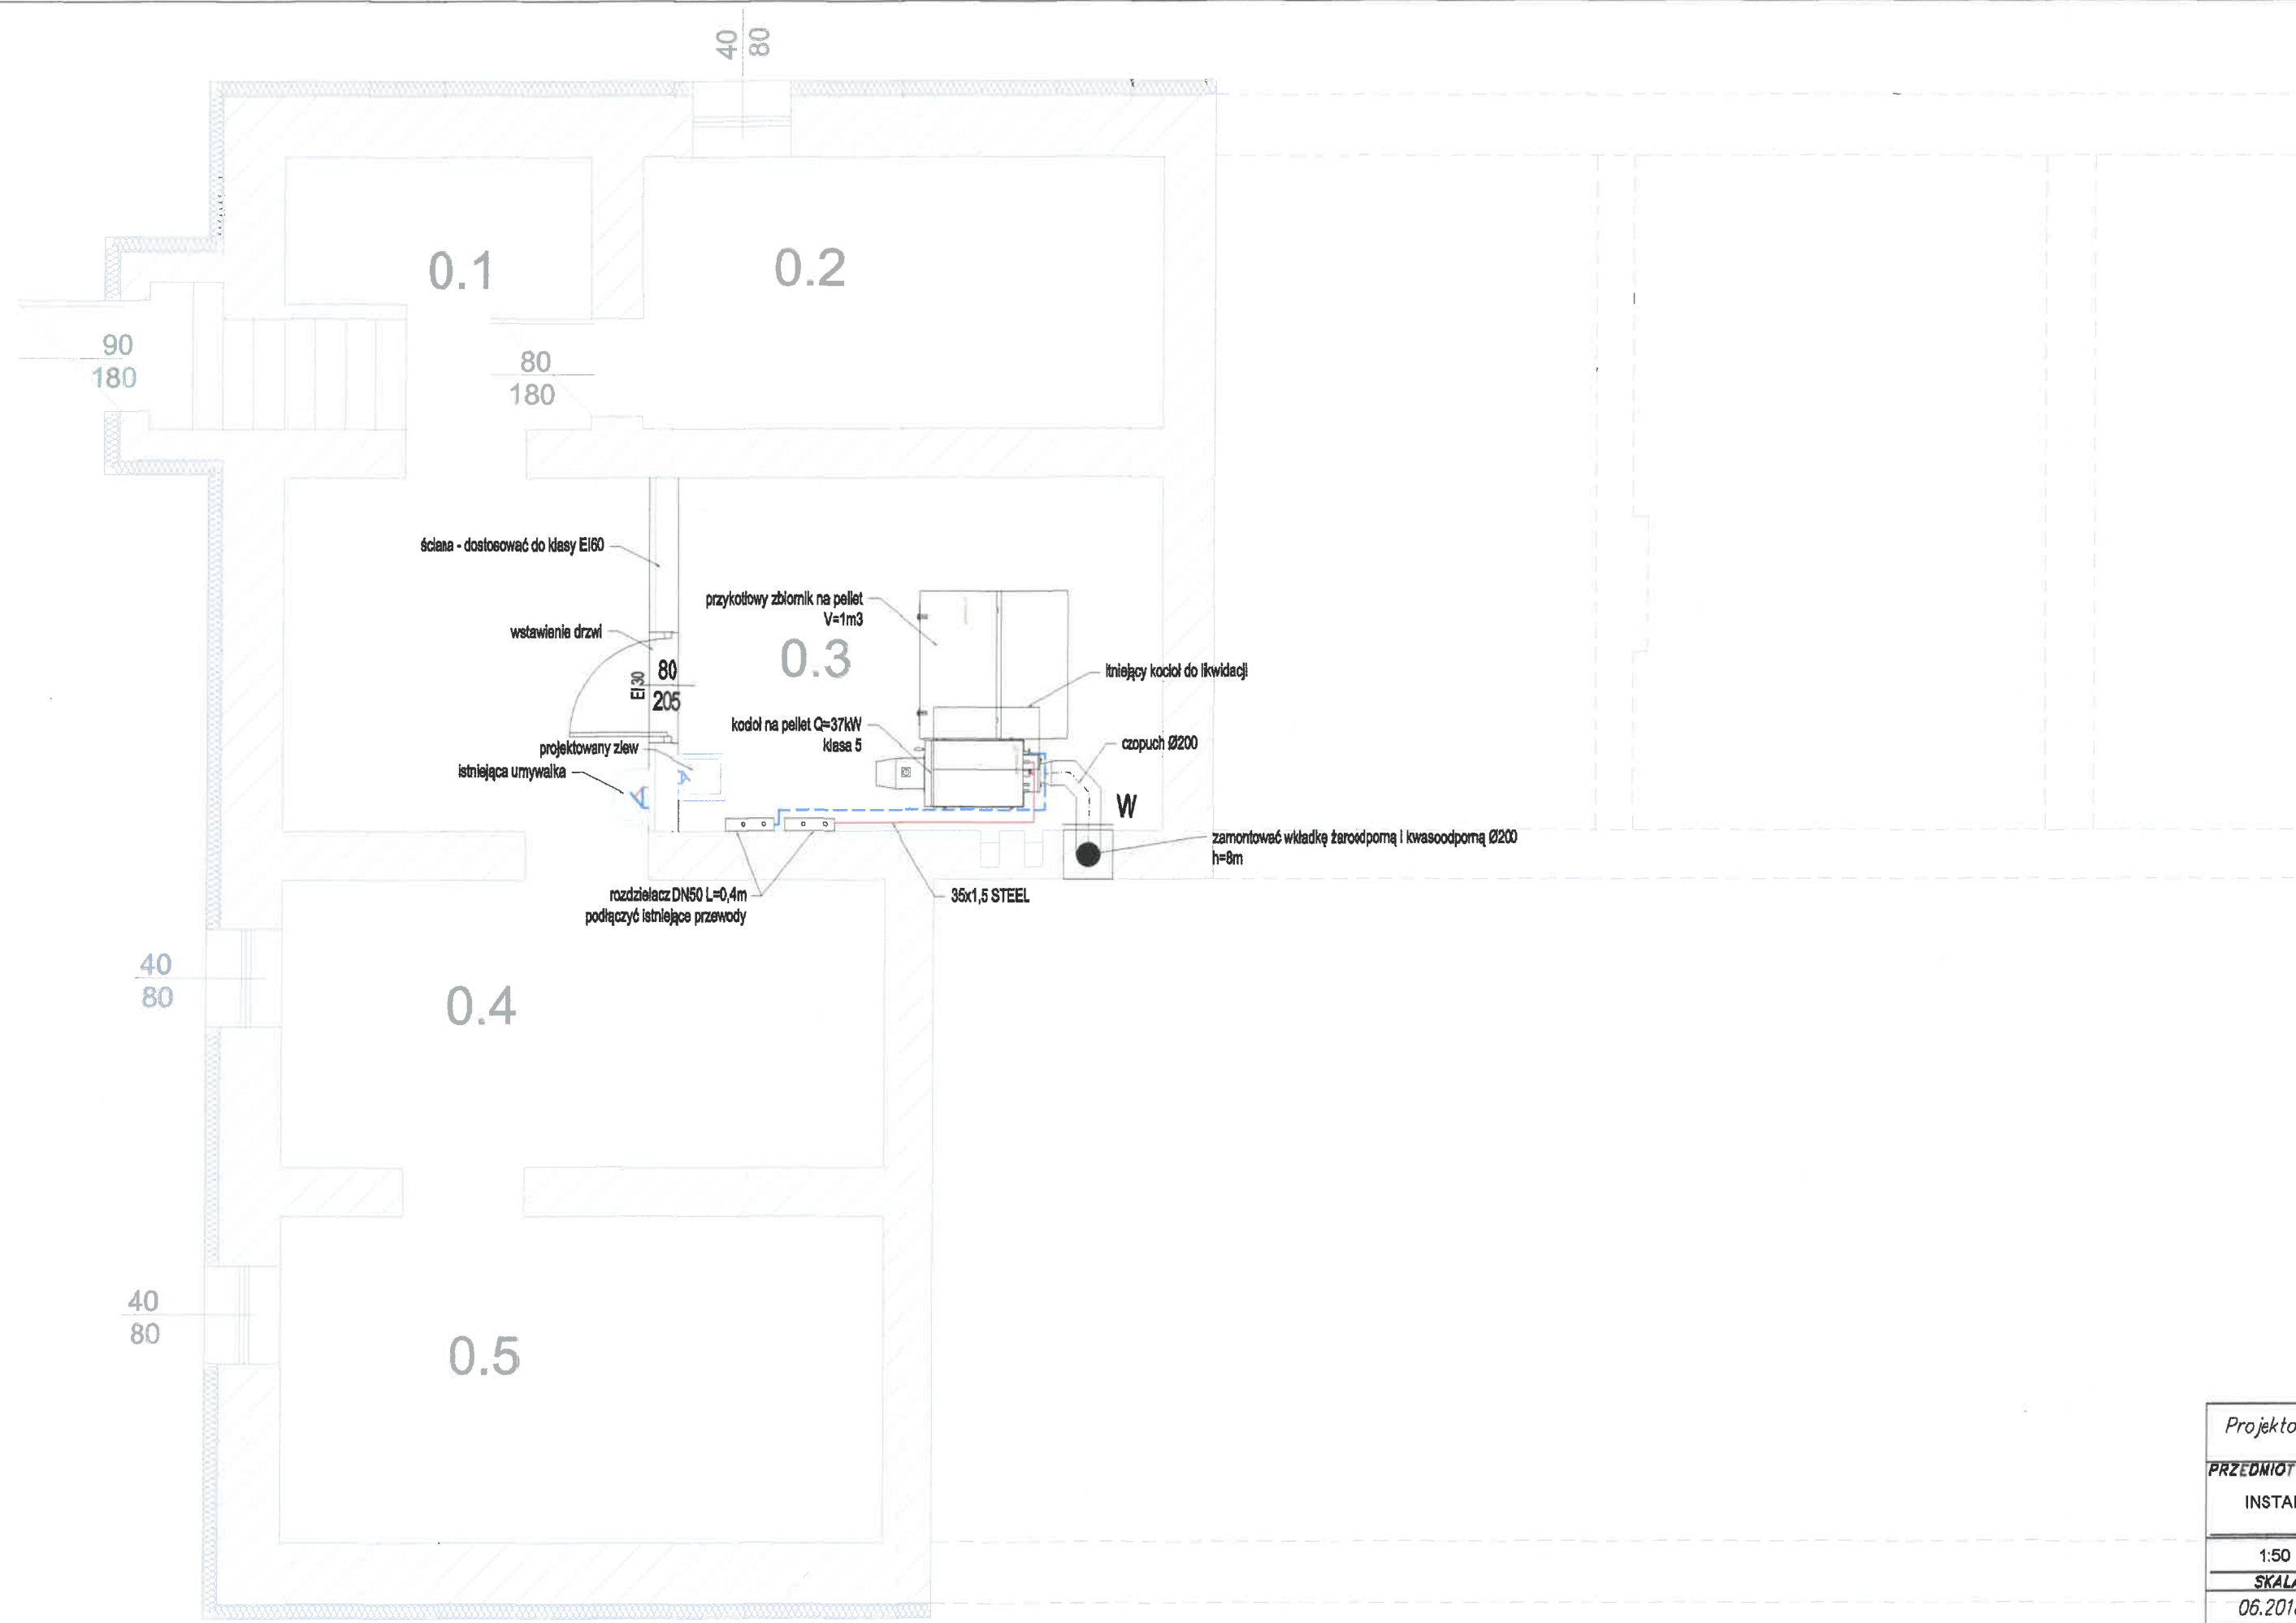 40
80
0.1
0.2
90
180
80
180
ściana - dostosować do klasy EI60
przykotłowy zbiornik na pellet
V=1m3
wstawienie drzwi
0.3
80
205
EI30
itniejący kocioł do likwidacji
kocioł na pellet Q=37kW
klasa 5
projektowany zlew
istniejąca umywalka
czopuch Ø200
W
zamontować wkładkę żaroodporną i kwasoodporną Ø200
h=8m
rozdzielacz DN50 L=0,4m
podłączyć istniejące przewody
35x1,5 STEEL
40
80
0.4
40
80
0.5
Projekto
PRZEDMIOT
INSTAL
1:50
SKALA
06.201